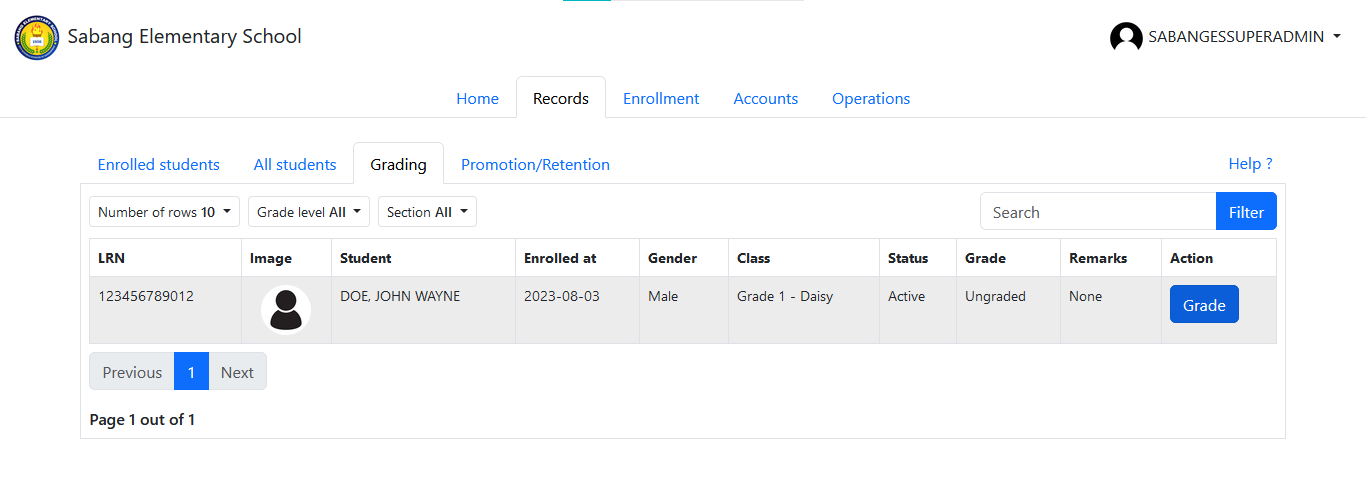 Sabang Elementary School
SABANGESSUPERADMIN
Home Records Enrollment Accounts Operations
Enrolled students All students Grading Promotion/Retention Help ?
Number of rows 10 Grade level All Section All Search Filter
LRN Image Student Enrolled at Gender Class Status Grade Remarks Action
123456789012 DOE, JOHN WAYNE 2023-08-03 Male Grade 1 - Daisy Active Ungraded None Grade
Previous 1 Next
Page 1 out of 1